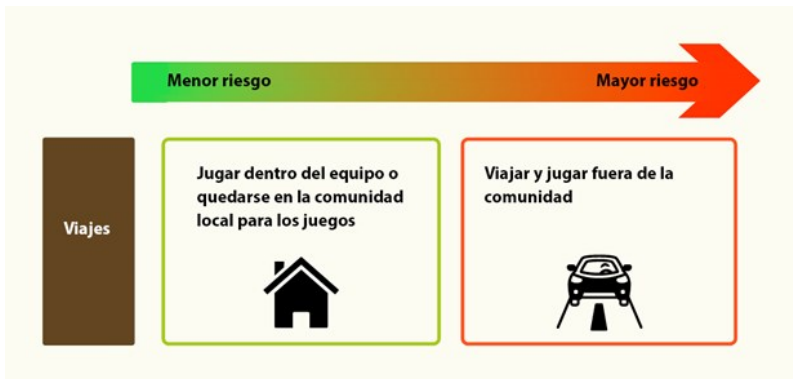 Menor riesgo
Mayor riesgo
Viajes
Jugar dentro del equipo o
quedarse en la comunidad
local para los juegos
Viajar y jugar fuera de la
comunidad